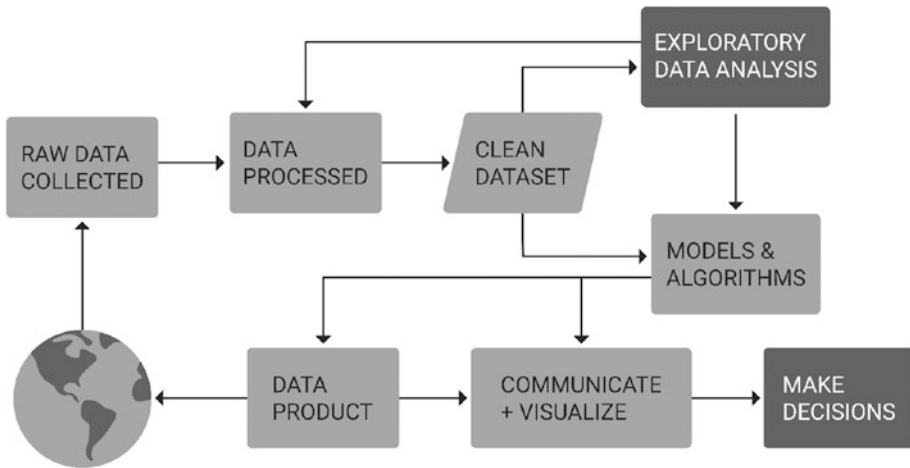 EXPLORATORY
DATA ANALYSIS
RAW DATA
COLLECTED
DATA
PROCESSED
CLEAN
DATASET
MODELS &
ALGORITHMS
DATA
PRODUCT
COMMUNICATE
+ VISUALIZE
MAKE
DECISIONS